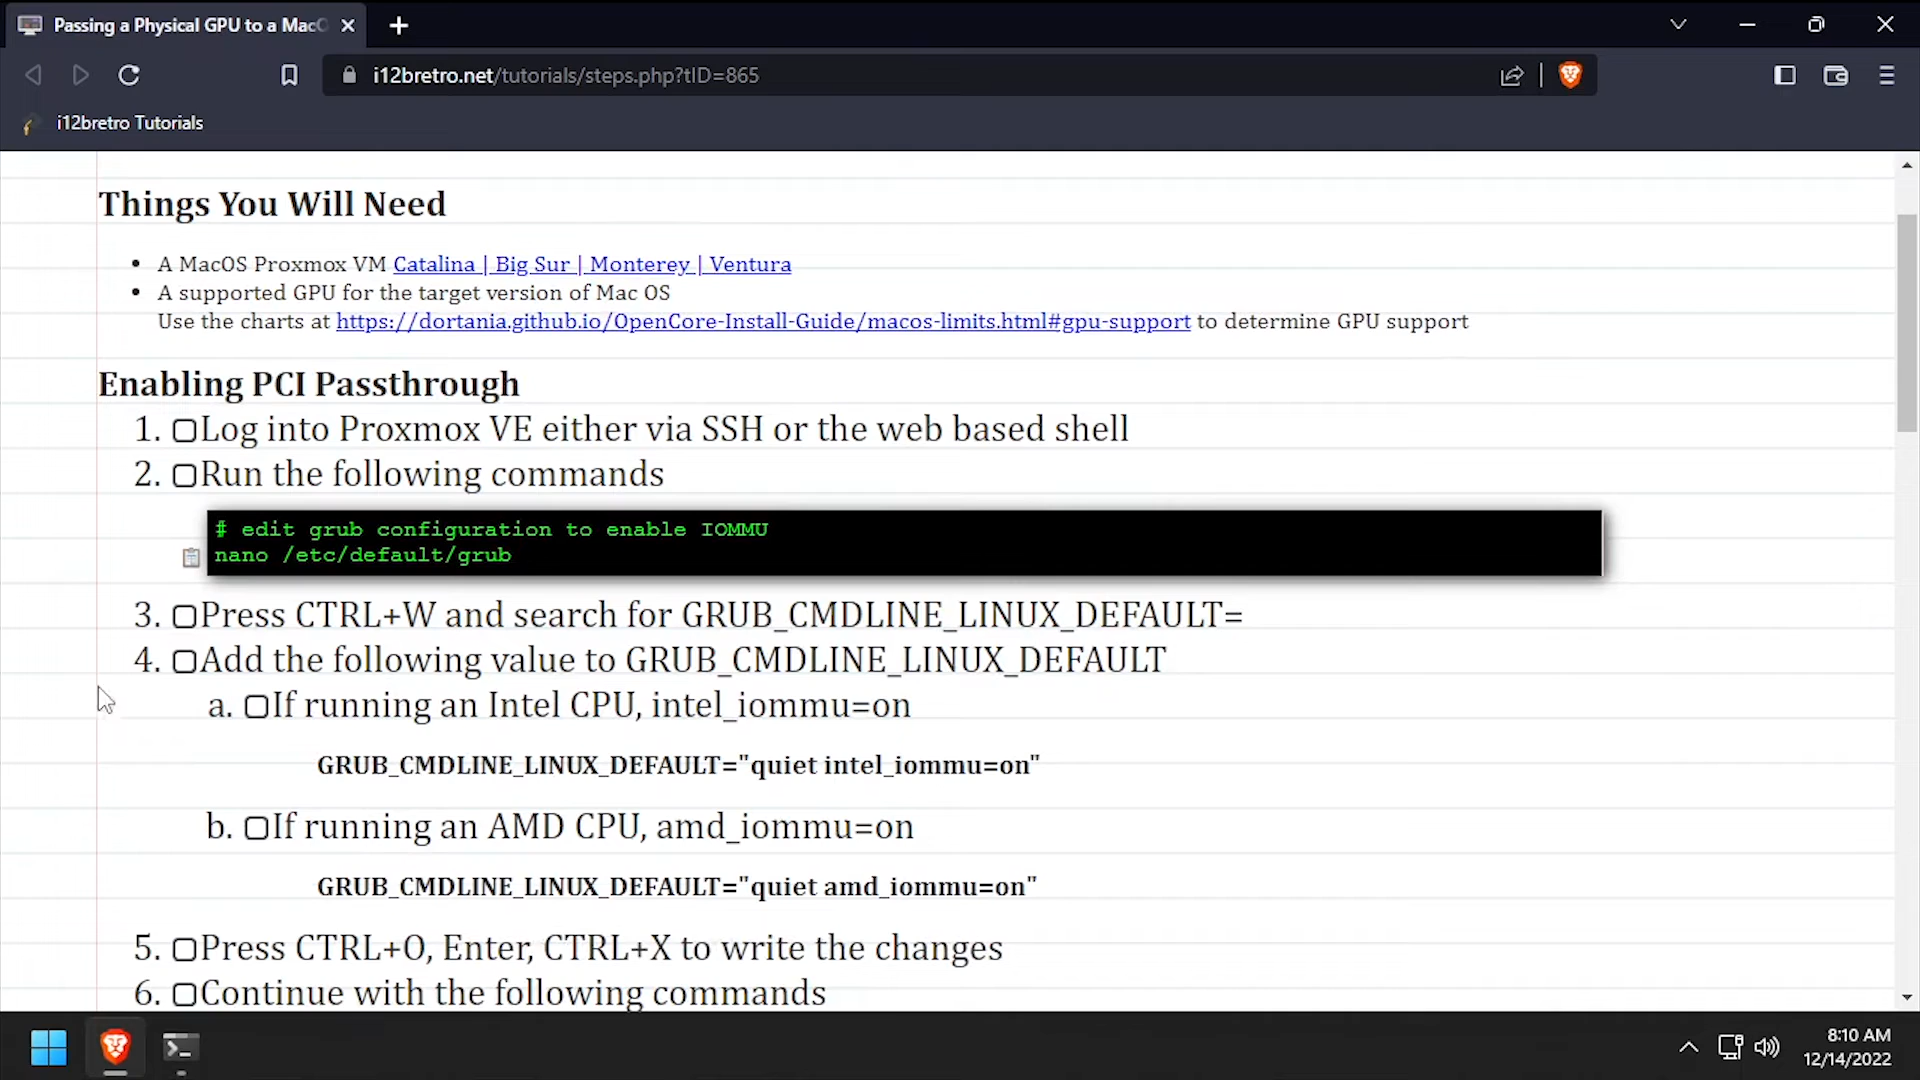 Passing a Physical GPU to a MacO
i12bretro.net/tutorials/steps.php?tID=865
i12bretro Tutorials
Things You Will Need
• A MacOS Proxmox VM Catalina | Big Sur | Monterey | Ventura
• A supported GPU for the target version of Mac OS
Use the charts at https://dortania.github.io/OpenCore-Install-Guide/macos-limits.html#gpu-support to determine GPU support
Enabling PCI Passthrough
1. Log into Proxmox VE either via SSH or the web based shell
2. Run the following commands
# edit grub configuration to enable IOMMU
nano /etc/default/grub
3. Press CTRL+W and search for GRUB_CMDLINE_LINUX_DEFAULT=
4. Add the following value to GRUB_CMDLINE_LINUX_DEFAULT
a. If running an Intel CPU, intel_iommu=on
GRUB_CMDLINE_LINUX_DEFAULT="quiet intel_iommu=on"
b. If running an AMD CPU, amd_iommu=on
GRUB_CMDLINE_LINUX_DEFAULT="quiet amd_iommu=on"
5. Press CTRL+O, Enter, CTRL+X to write the changes
6. Continue with the following commands
8:10 AM
12/14/2022